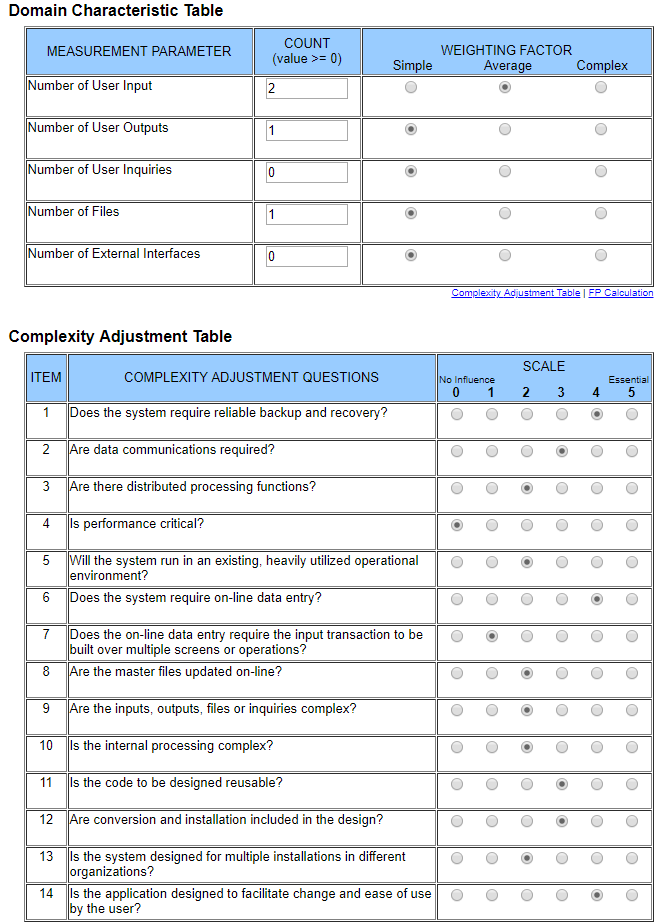 Domain Characteristic Table
MEASUREMENT PARAMETER
COUNT
(value >= 0)
WEIGHTING FACTOR
Simple Average Complex
Number of User Input 2
Number of User Outputs 1
Number of User Inquiries 0
Number of Files 1
Number of External Interfaces 0
Complexity Adjustment Table | FP Calculation
Complexity Adjustment Table
ITEM
COMPLEXITY ADJUSTMENT QUESTIONS
SCALE
No Influence Essential
0 1 2 3 4 5
1 Does the system require reliable backup and recovery?
2 Are data communications required?
3 Are there distributed processing functions?
4 Is performance critical?
5 Will the system run in an existing, heavily utilized operational
environment?
6 Does the system require on-line data entry?
7 Does the on-line data entry require the input transaction to be
built over multiple screens or operations?
8 Are the master files updated on-line?
9 Are the inputs, outputs, files or inquiries complex?
10 Is the internal processing complex?
11 Is the code to be designed reusable?
12 Are conversion and installation included in the design?
13 Is the system designed for multiple installations in different
organizations?
14 Is the application designed to facilitate change and ease of use
by the user?